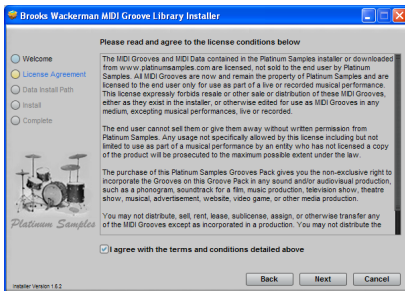 Brooks Wackerman MIDI Groove Library Installer
Please read and agree to the license conditions below
Welcome
License Agreement
Data Install Path
Install
Complete
The MIDI Grooves and MIDI Data contained in the Platinum Samples installer or downloaded
from www.platinumsamples.com are licensed, not sold to the end user by Platinum
Samples. All MIDI Grooves are now and remain the property of Platinum Samples and are
licensed to the end user only for use as part of a live or recorded musical performance.
This license expressly forbids resale or other sale or distribution of these MIDI Grooves,
either as they exist in the installer, or otherwise edited for use as MIDI Grooves in any
medium, excepting musical performances, live or recorded.
The end user cannot sell them or give them away without written permission from
Platinum Samples. Any usage not specifically allowed by this license including but not
limited to use as part of a musical performance by an entity who has not licensed a copy
of the product will be prosecuted to the maximum possible extent under the law.
The purchase of this Platinum Samples Grooves Pack gives you the non-exclusive right to
incorporate the Grooves on this Groove Pack in any sound and/or audiovisual production,
such as a phonogram, soundtrack for a film, music production, television show, theatre
show, musical, advertisement, website, video game, or other media production.
You may not distribute, sell, rent, lease, sublicense, assign, or otherwise transfer any
of the MIDI Grooves except as incorporated in a production. You may not distribute the
Platinum Samples
I agree with the terms and conditions detailed above
Back
Next
Cancel
Installer Version 1.6.2